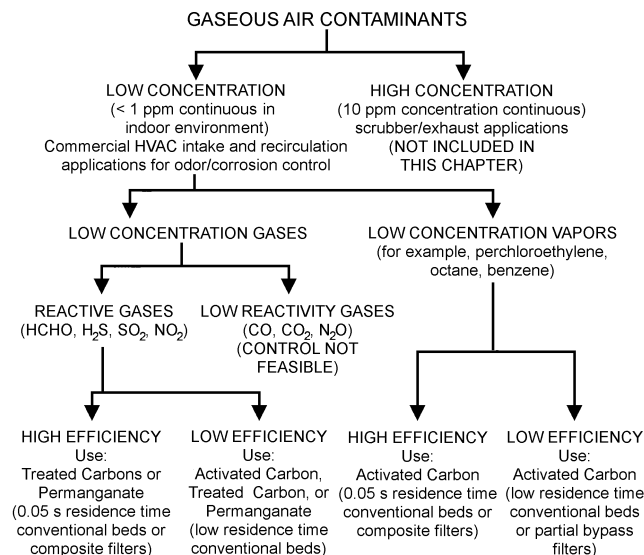 GASEOUS AIR CONTAMINANTS
LOW CONCENTRATION
(< 1 ppm continuous in
indoor environment)
Commercial HVAC intake and recirculation
applications for odor/corrosion control
HIGH CONCENTRATION
(10 ppm concentration continuous)
scrubber/exhaust applications
(NOT INCLUDED IN
THIS CHAPTER)
LOW CONCENTRATION GASES
LOW CONCENTRATION VAPORS
(for example, perchloroethylene,
octane, benzene)
REACTIVE GASES
(HCHO, H₂S, SO₂, NO₂)
LOW REACTIVITY GASES
(CO, CO₂, N₂O)
(CONTROL NOT
FEASIBLE)
HIGH EFFICIENCY
Use:
Treated Carbons or
Permanganate
(0.05 s residence time
conventional beds or
composite filters)
LOW EFFICIENCY
Use:
Activated Carbon,
Treated Carbon, or
Permanganate
(low residence time
conventional beds)
HIGH EFFICIENCY
Use:
Activated Carbon
(0.05 s residence time
conventional beds or
composite filters)
LOW EFFICIENCY
Use:
Activated Carbon
(low residence time
conventional beds
or partial bypass
filters)